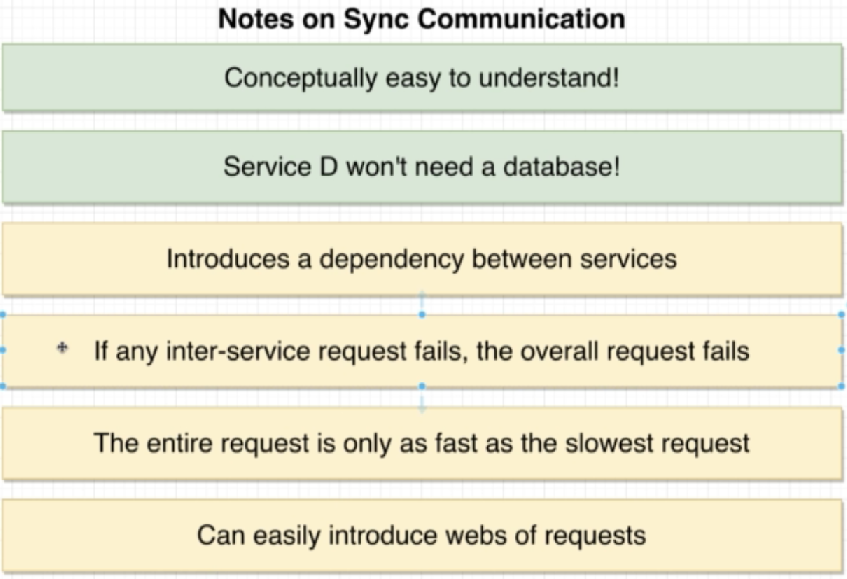 Notes on Sync Communication
Conceptually easy to understand!
Service D won't need a database!
Introduces a dependency between services
If any inter-service request fails, the overall request fails
The entire request is only as fast as the slowest request
Can easily introduce webs of requests